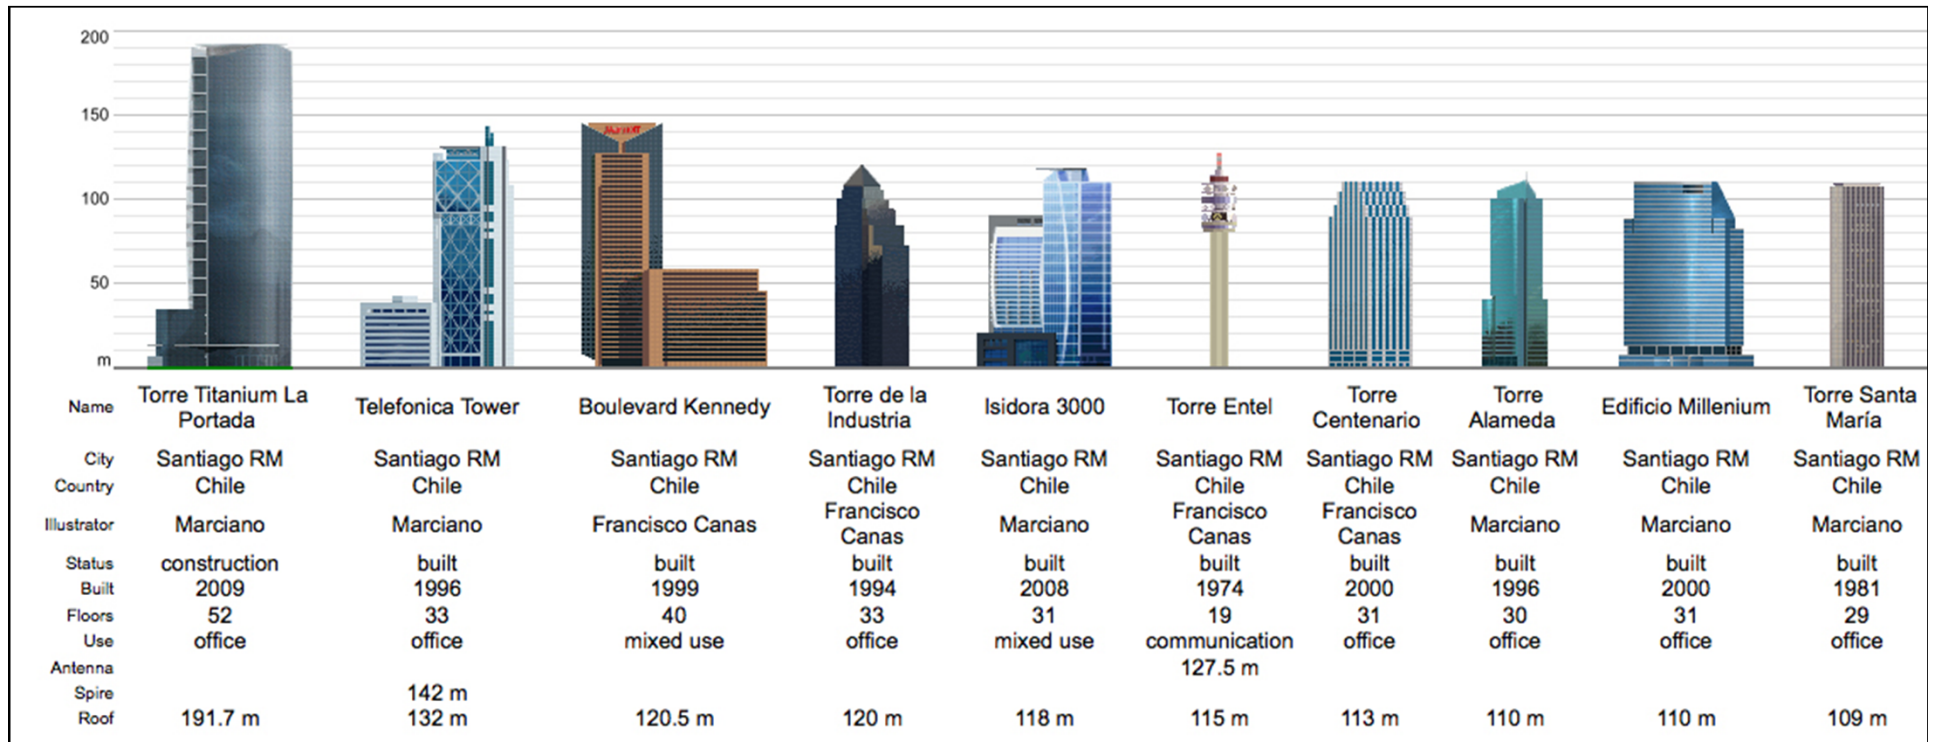 200
150
100
50
m
Marriott
Name Torre Titanium La Portada Telefonica Tower Boulevard Kennedy Torre de la Industria Isidora 3000 Torre Entel Torre Centenario Torre Alameda Edificio Millenium Torre Santa María
City Santiago RM Santiago RM Santiago RM Santiago RM Santiago RM Santiago RM Santiago RM Santiago RM Santiago RM Santiago RM
Country Chile Chile Chile Chile Chile Chile Chile Chile Chile Chile
Illustrator Marciano Marciano Francisco Canas Francisco Canas Marciano Francisco Canas Francisco Canas Marciano Marciano Marciano
Status construction built built built built built built built built built
Built 2009 1996 1999 1994 2008 1974 2000 1996 2000 1981
Floors 52 33 40 33 31 19 31 30 31 29
Use office office mixed use office mixed use communication office office office office
Antenna 127.5 m
Spire 142 m
Roof 191.7 m 132 m 120.5 m 120 m 118 m 115 m 113 m 110 m 110 m 109 m